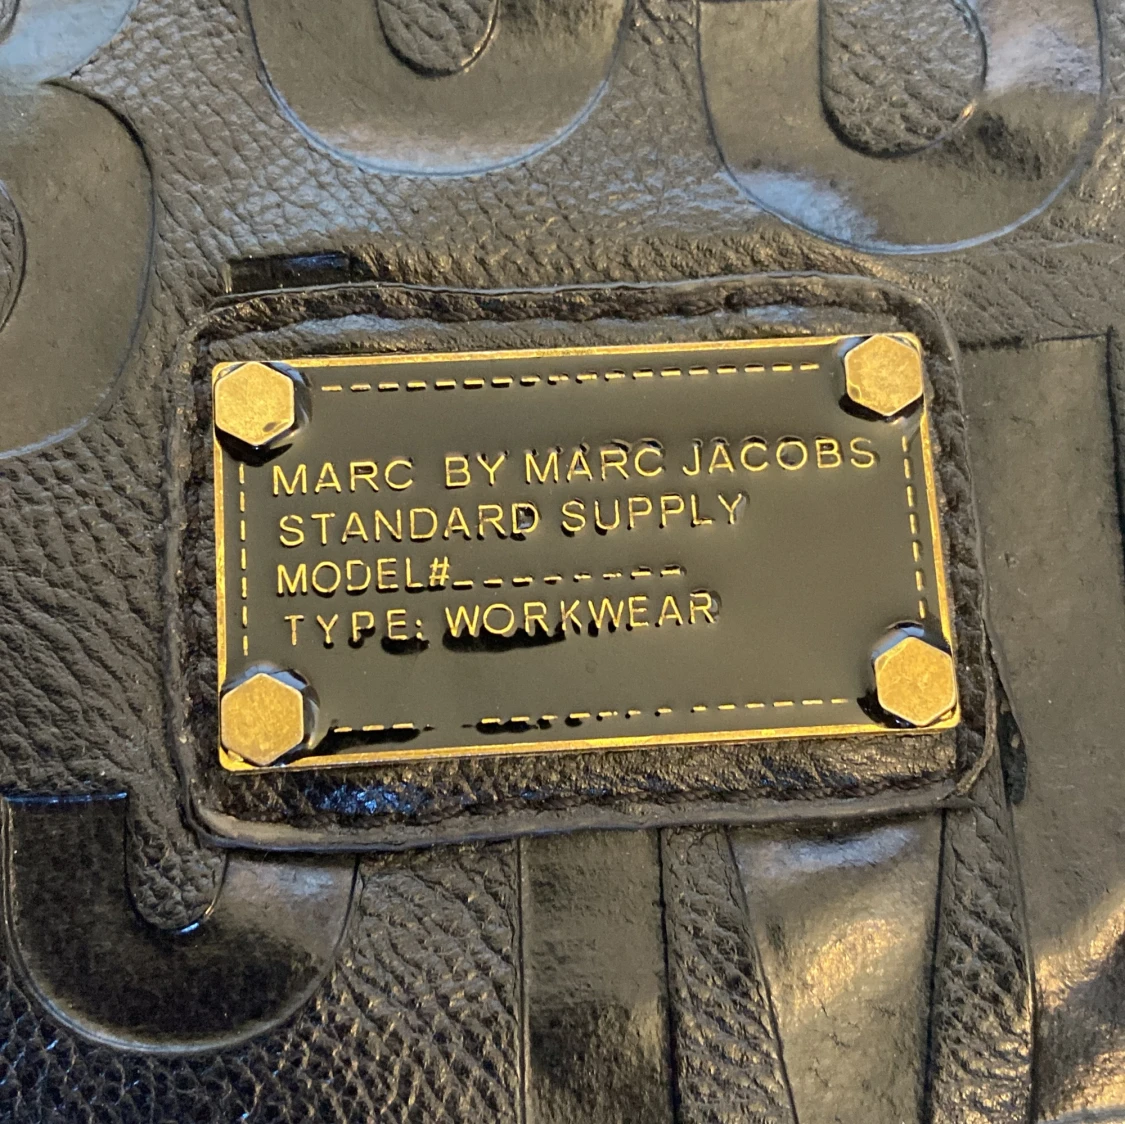 MARC BY MARC JACOBS
STANDARD SUPPLY
MODEL#_ _ _ _ _ _ _ _
TYPE: WORKWEAR